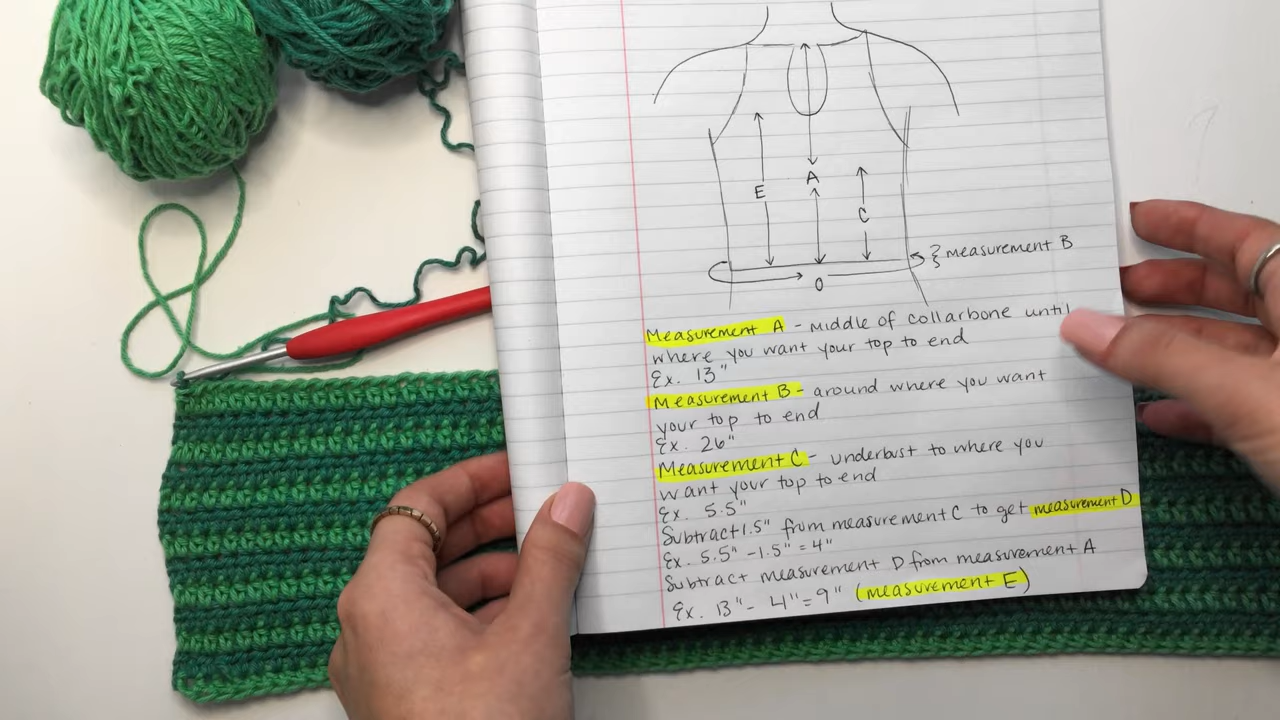 E
A
C
} measurement B
O
Measurement A - Middle of collarbone until
where you want your top to end
Ex. 13"
Measurement B - around where you want
your top to end
Ex. 26"
Measurement C - underbust to where you
want your top to end
Ex. 5.5"
Subtract 1.5" from measurement C to get measurement D
Ex. 5.5" - 1.5" = 4"
Subtract measurement D from measurement A
Ex. 13" - 4" = 9" (measurement E)